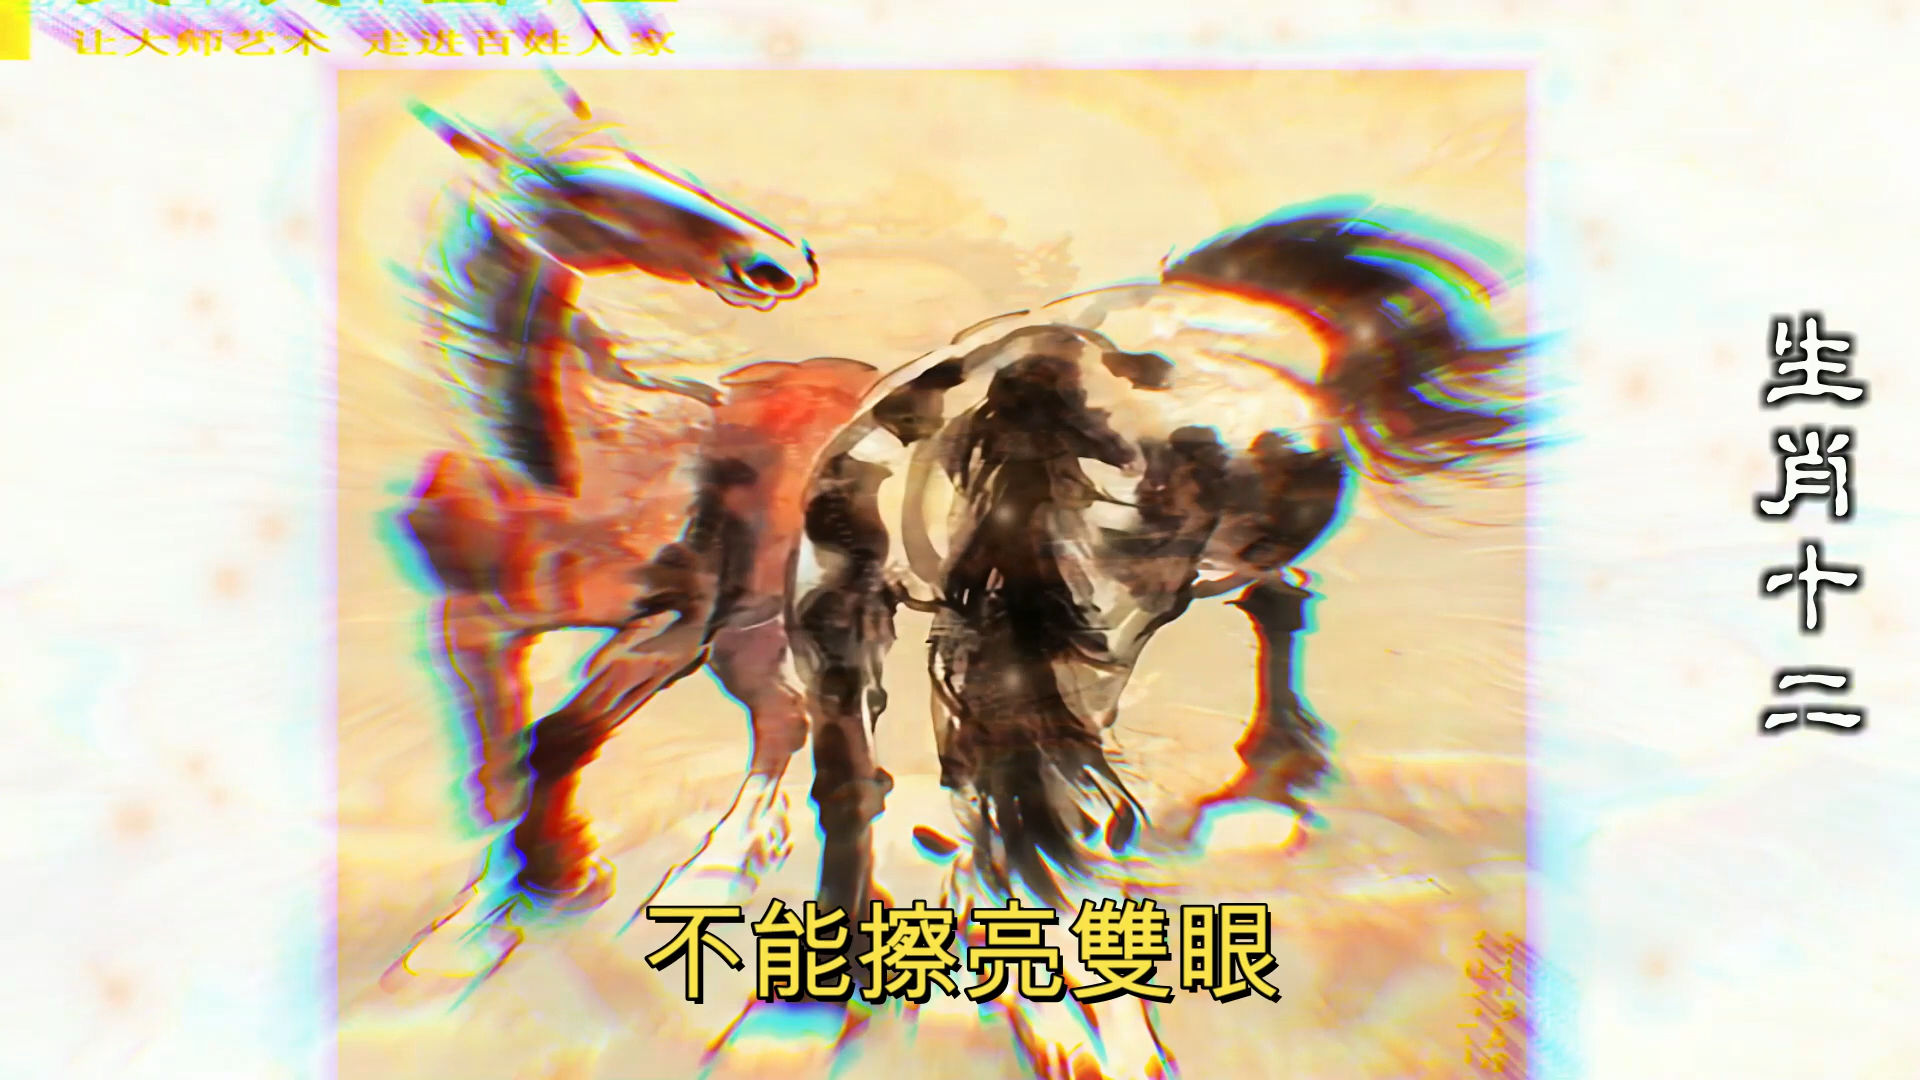 让大师艺术 走进百姓人家
生肖十二
不能擦亮雙眼